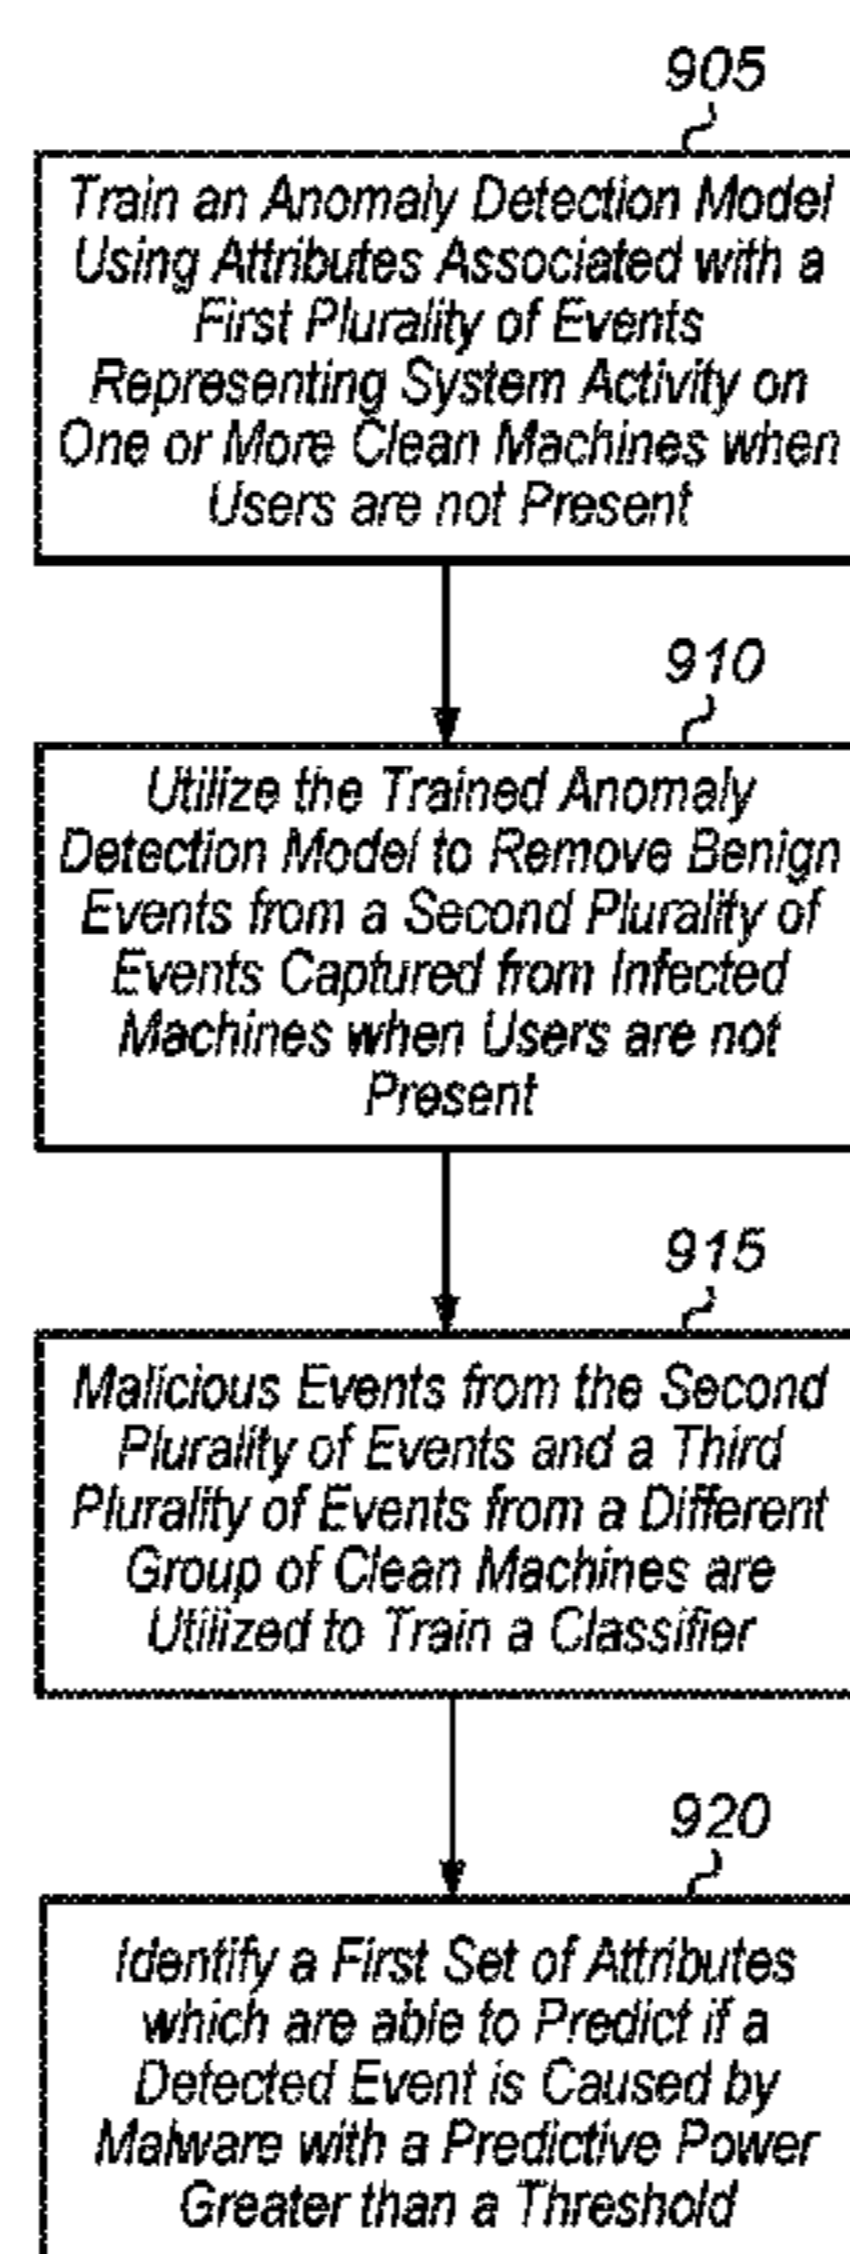 905
Train an Anomaly Detection Model
Using Attributes Associated with a
First Plurality of Events
Representing System Activity on
One or More Clean Machines when
Users are not Present
910
Utilize the Trained Anomaly
Detection Model to Remove Benign
Events from a Second Plurality of
Events Captured from Infected
Machines when Users are not
Present
915
Malicious Events from the Second
Plurality of Events and a Third
Plurality of Events from a Different
Group of Clean Machines are
Utilized to Train a Classifier
920
Identify a First Set of Attributes
which are able to Predict if a
Detected Event is Caused by
Malware with a Predictive Power
Greater than a Threshold